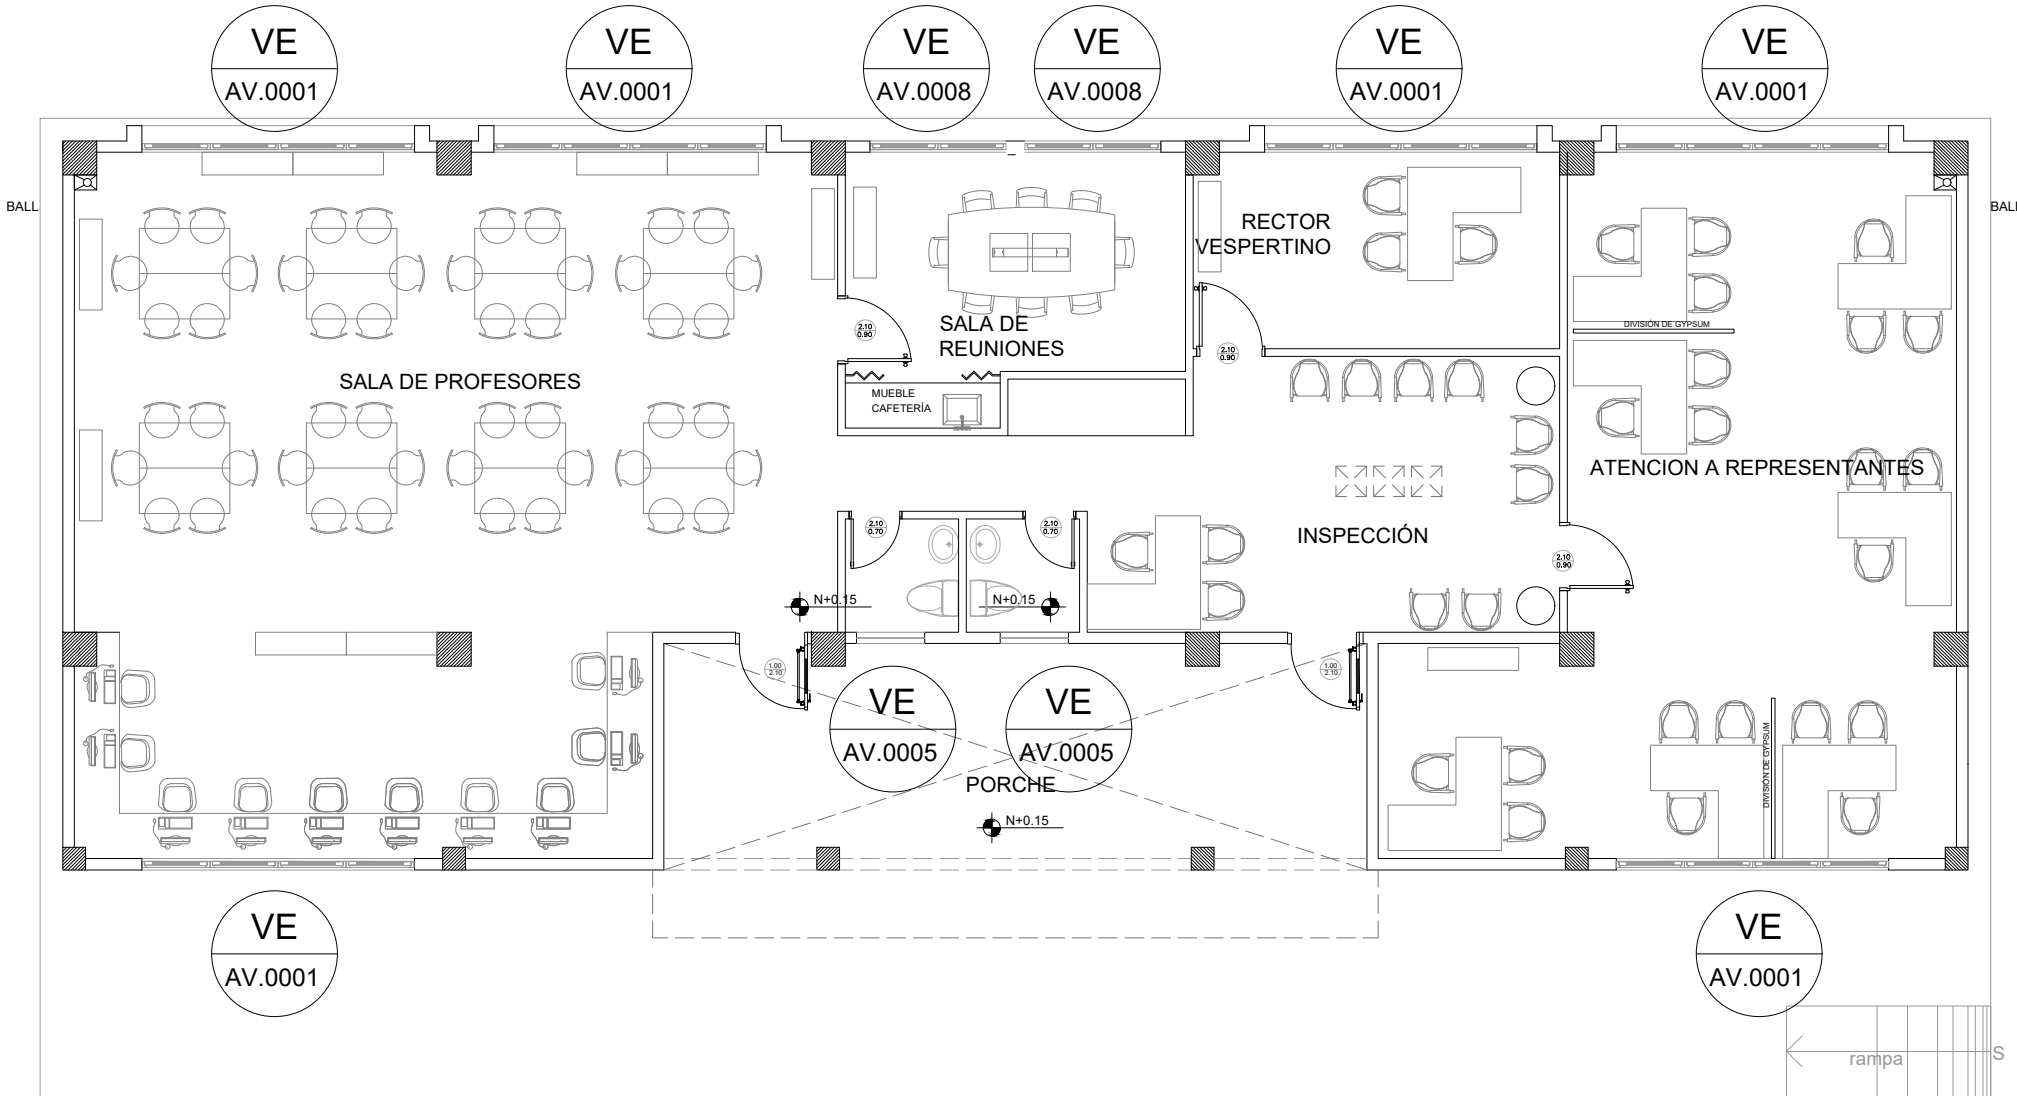 VE
AV.0001
VE
AV.0001
VE
AV.0008
VE
AV.0008
VE
AV.0001
VE
AV.0001
BALL
BALL
RECTOR
VESPERTINO
SALA DE
REUNIONES
2.10
0.90
2.10
0.90
DIVISIÓN DE GYPSUM
SALA DE PROFESORES
MUEBLE
CAFETERÍA
ATENCION A REPRESENTANTES
2.10
0.70
2.10
0.70
INSPECCIÓN
2.10
0.90
N+0.15
N+0.15
1.00
2.10
1.00
2.10
VE
AV.0005
VE
AV.0005
DIVISIÓN DE GYPSUM
PORCHE
N+0.15
VE
AV.0001
VE
AV.0001
rampa
S